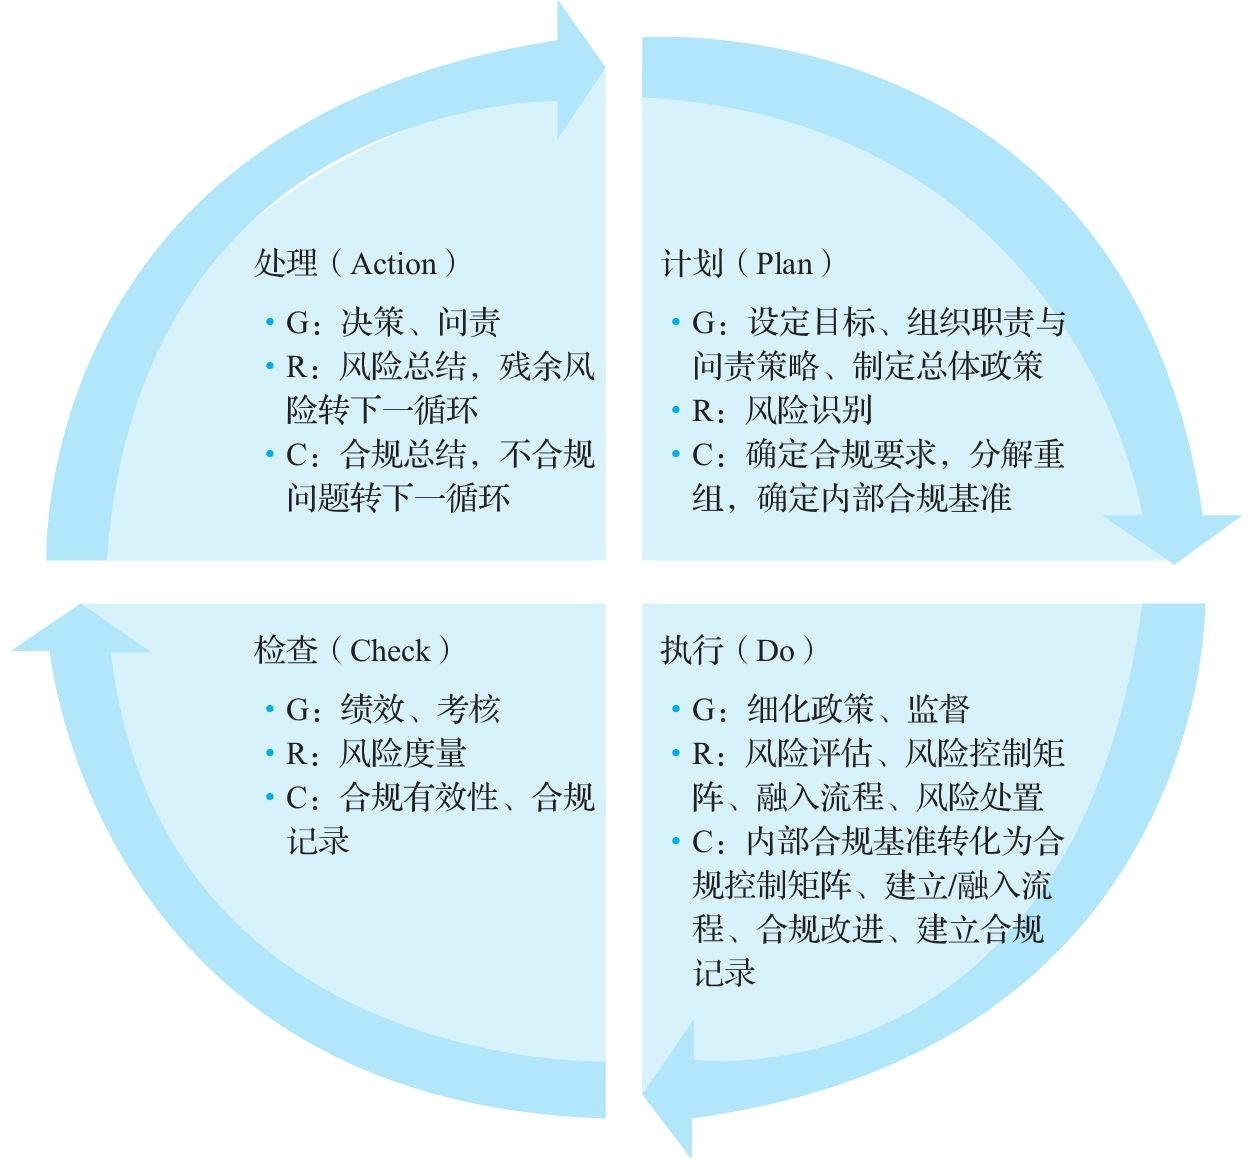 处理（Action）
• G：决策、问责
• R：风险总结，残余风
险转下一循环
• C：合规总结，不合规
问题转下一循环
计划（Plan）
• G：设定目标、组织职责与
问责策略、制定总体政策
• R：风险识别
• C：确定合规要求，分解重
组，确定内部合规基准
检查（Check）
• G：绩效、考核
• R：风险度量
• C：合规有效性、合规
记录
执行（Do）
• G：细化政策、监督
• R：风险评估、风险控制矩
阵、融入流程、风险处置
• C：内部合规基准转化为合
规控制矩阵、建立/融入流
程、合规改进、建立合规
记录